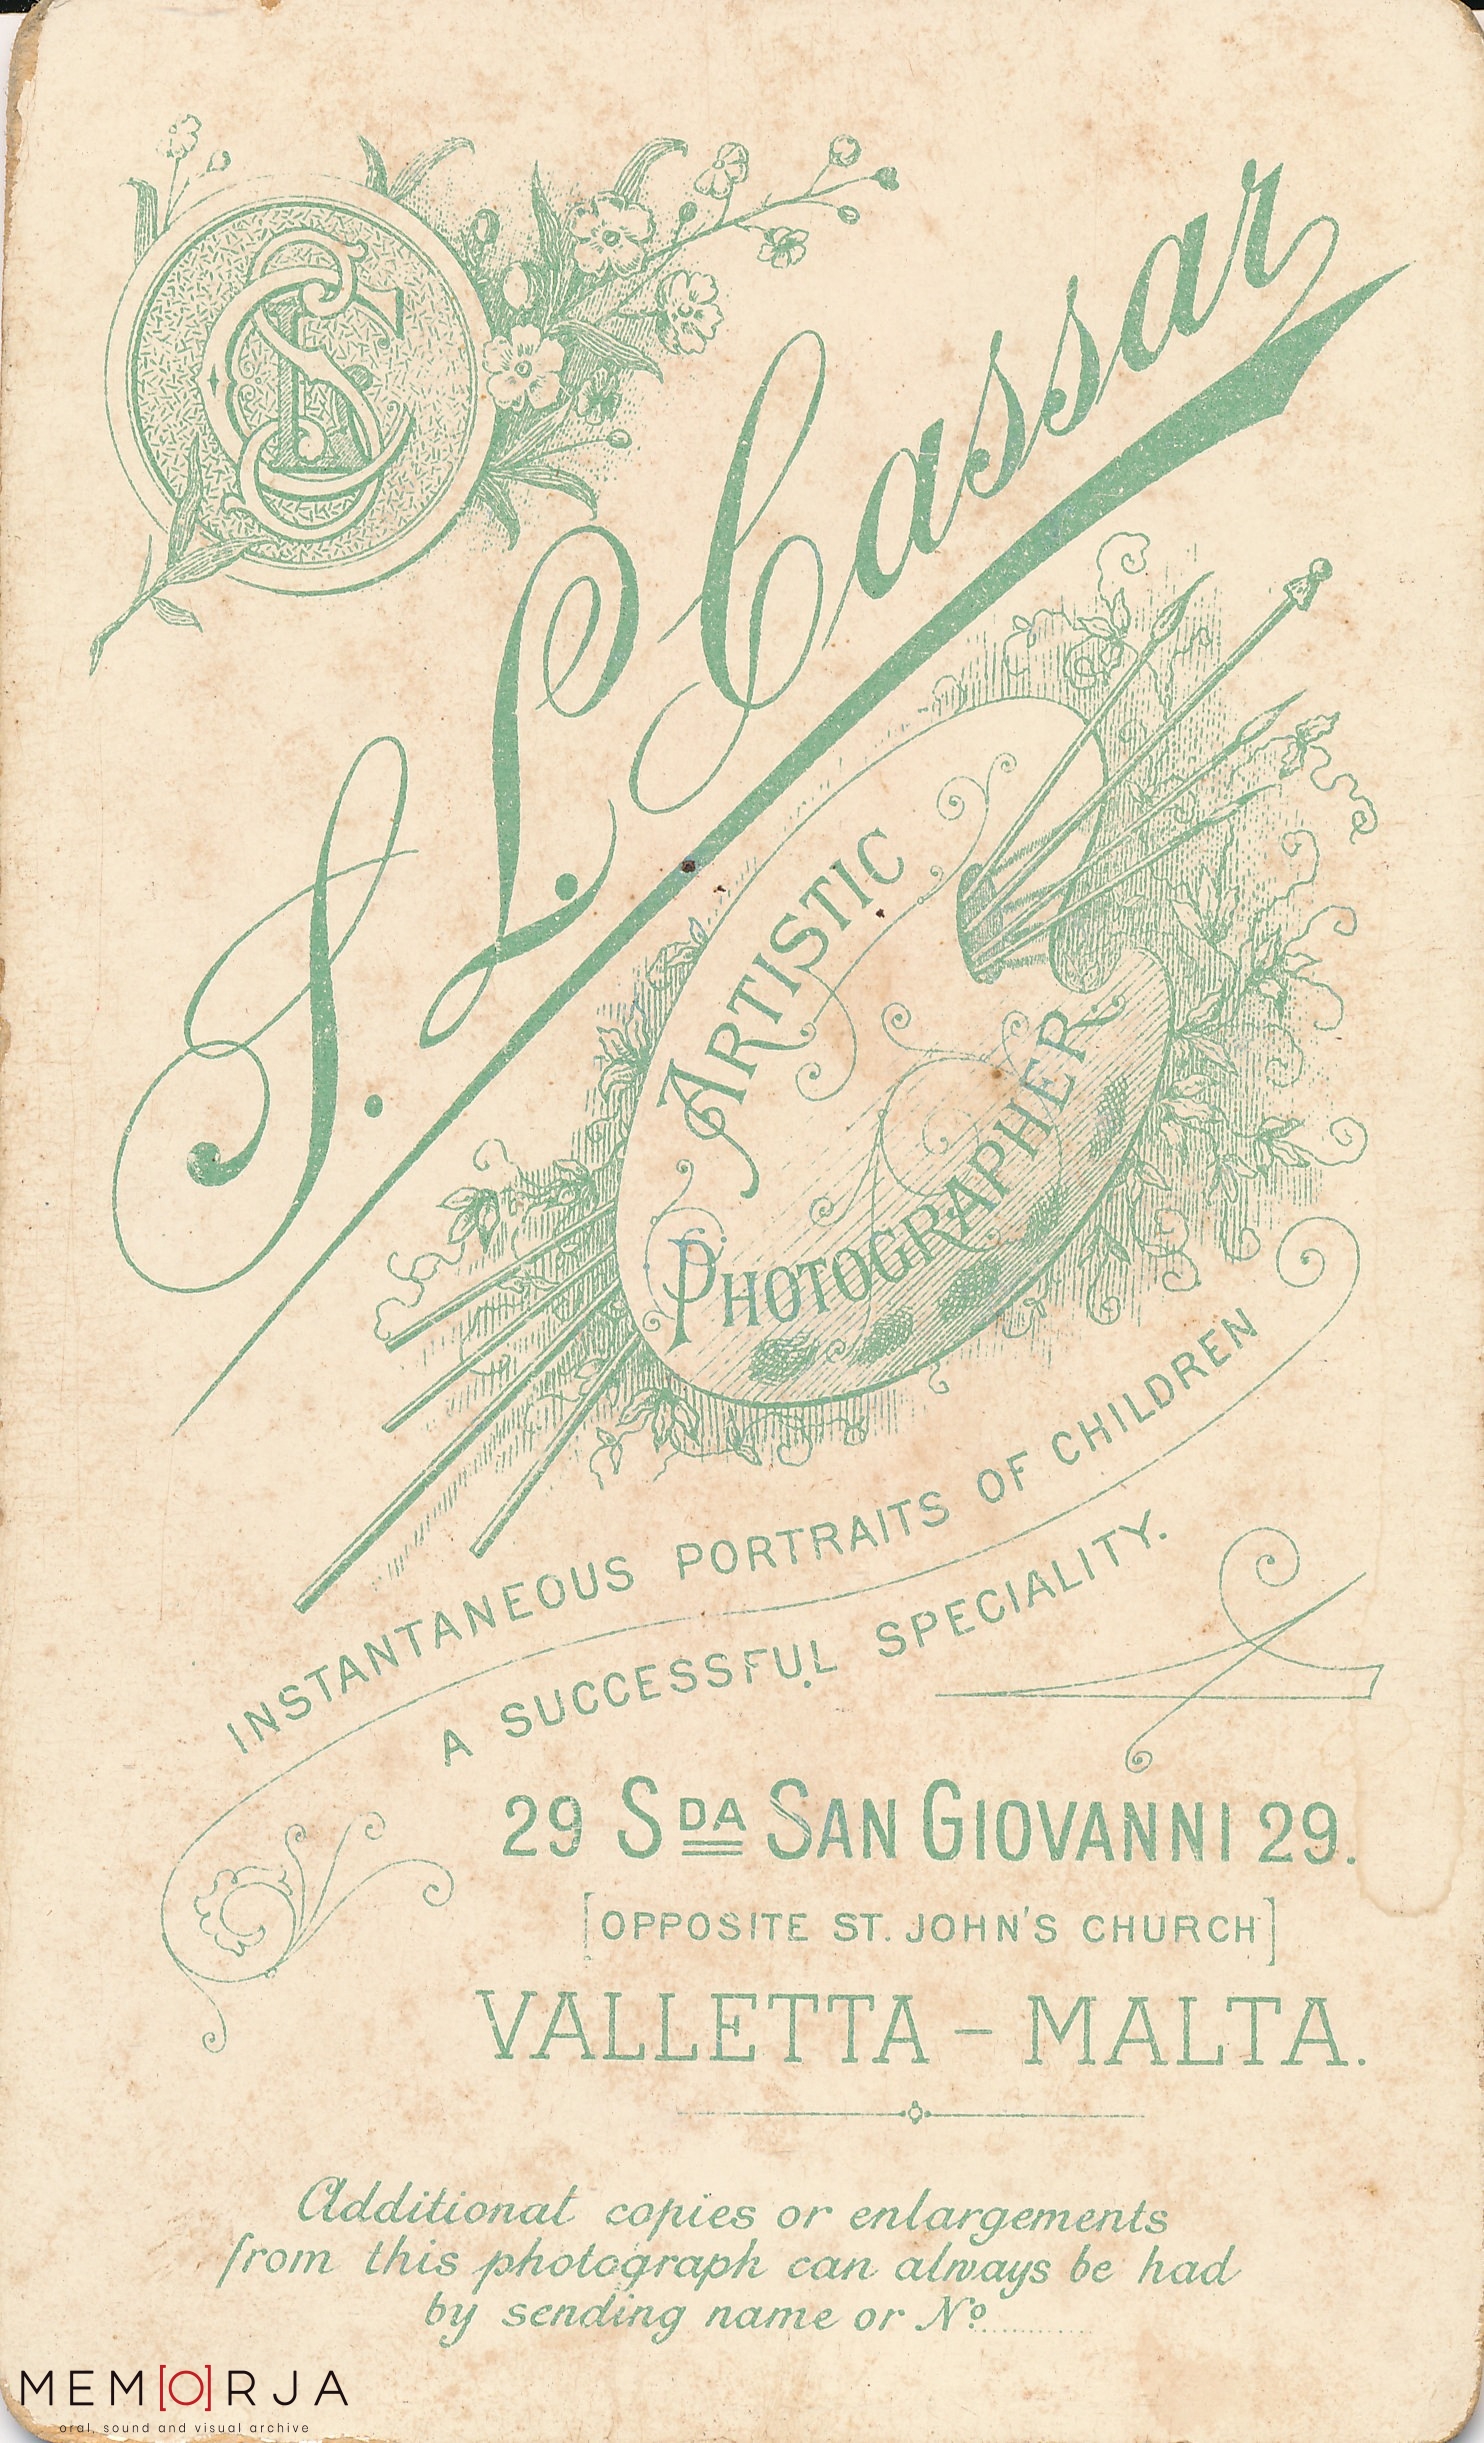 S. L. Cassar
ARTISTIC
PHOTOGRAPHER.
INSTANTANEOUS PORTRAITS OF CHILDREN
A SUCCESSFUL SPECIALITY.
29 SDA SAN GIOVANNI 29.
[OPPOSITE ST. JOHN'S CHURCH]
VALLETTA - MALTA.
Additional copies or enlargements
from this photograph can always be had
by sending name or Nº............
MEM[O]RJA
oral, sound and visual archive